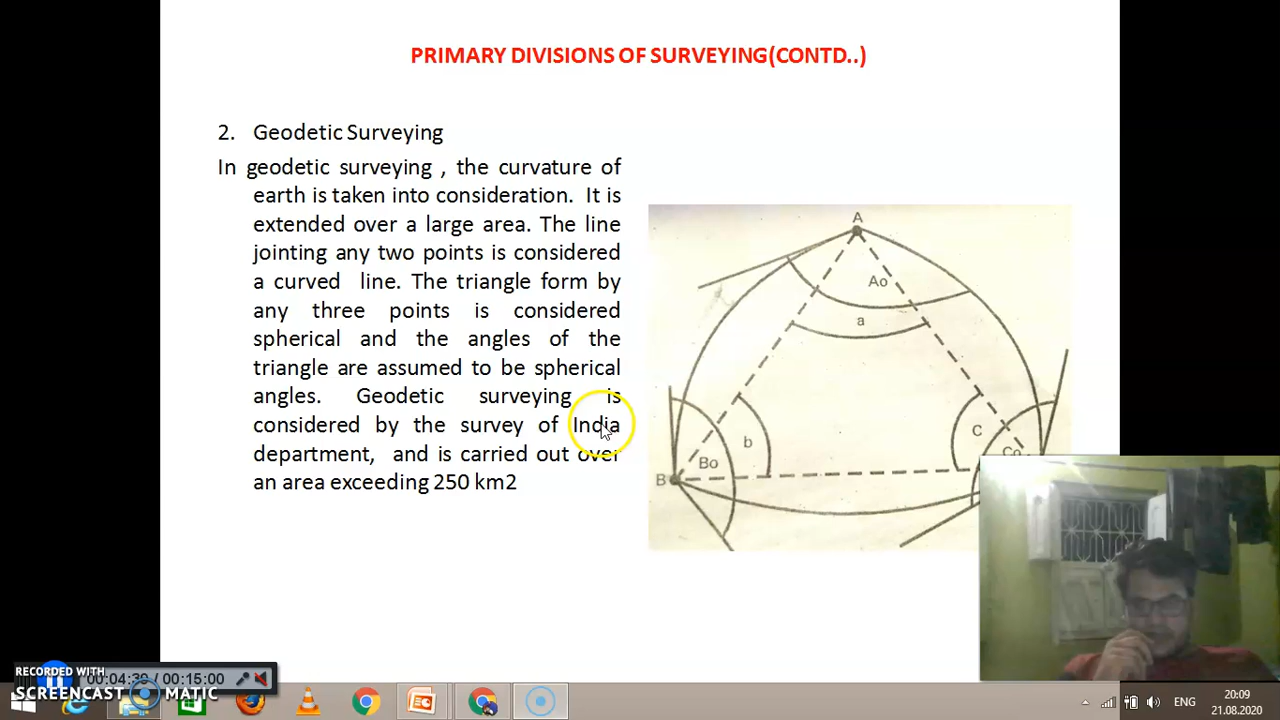 PRIMARY DIVISIONS OF SURVEYING(CONTD..)
2. Geodetic Surveying
In geodetic surveying , the curvature of
earth is taken into consideration. It is
extended over a large area. The line
jointing any two points is considered
a curved line. The triangle form by
any three points is considered
spherical and the angles of the
triangle are assumed to be spherical
angles. Geodetic surveying is
considered by the survey of India
department, and is carried out over
an area exceeding 250 km2
A
Ao
a
b
C
Bo
Co
B
RECORDED WITH
00:04:39 / 00:15:00
SCREENCAST MATIC
ENG
20:09
21.08.2020